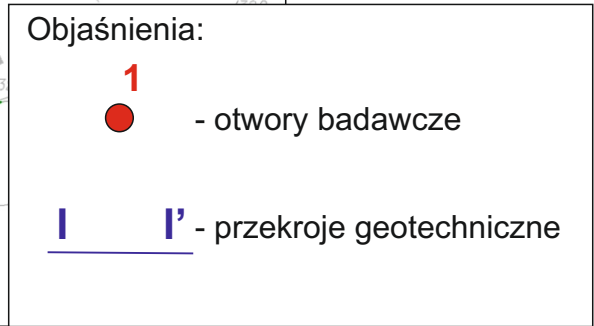 Objaśnienia:
1
- otwory badawcze
I I’ - przekroje geotechniczne